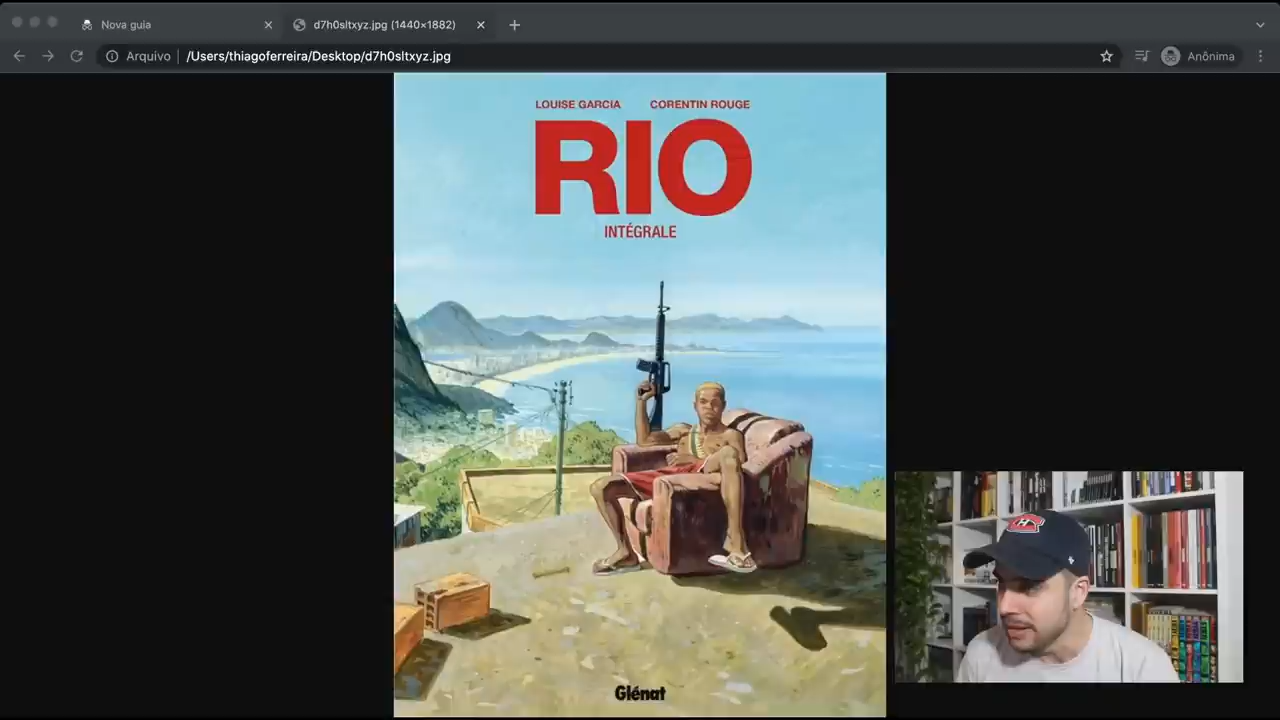 Nova guia
d7h0sltxyz.jpg (1440×1882)
Arquivo
/Users/thiagoferreira/Desktop/d7h0sltxyz.jpg
Anônima
LOUISE GARCIA CORENTIN ROUGE
RIO
INTÉGRALE
Glénat